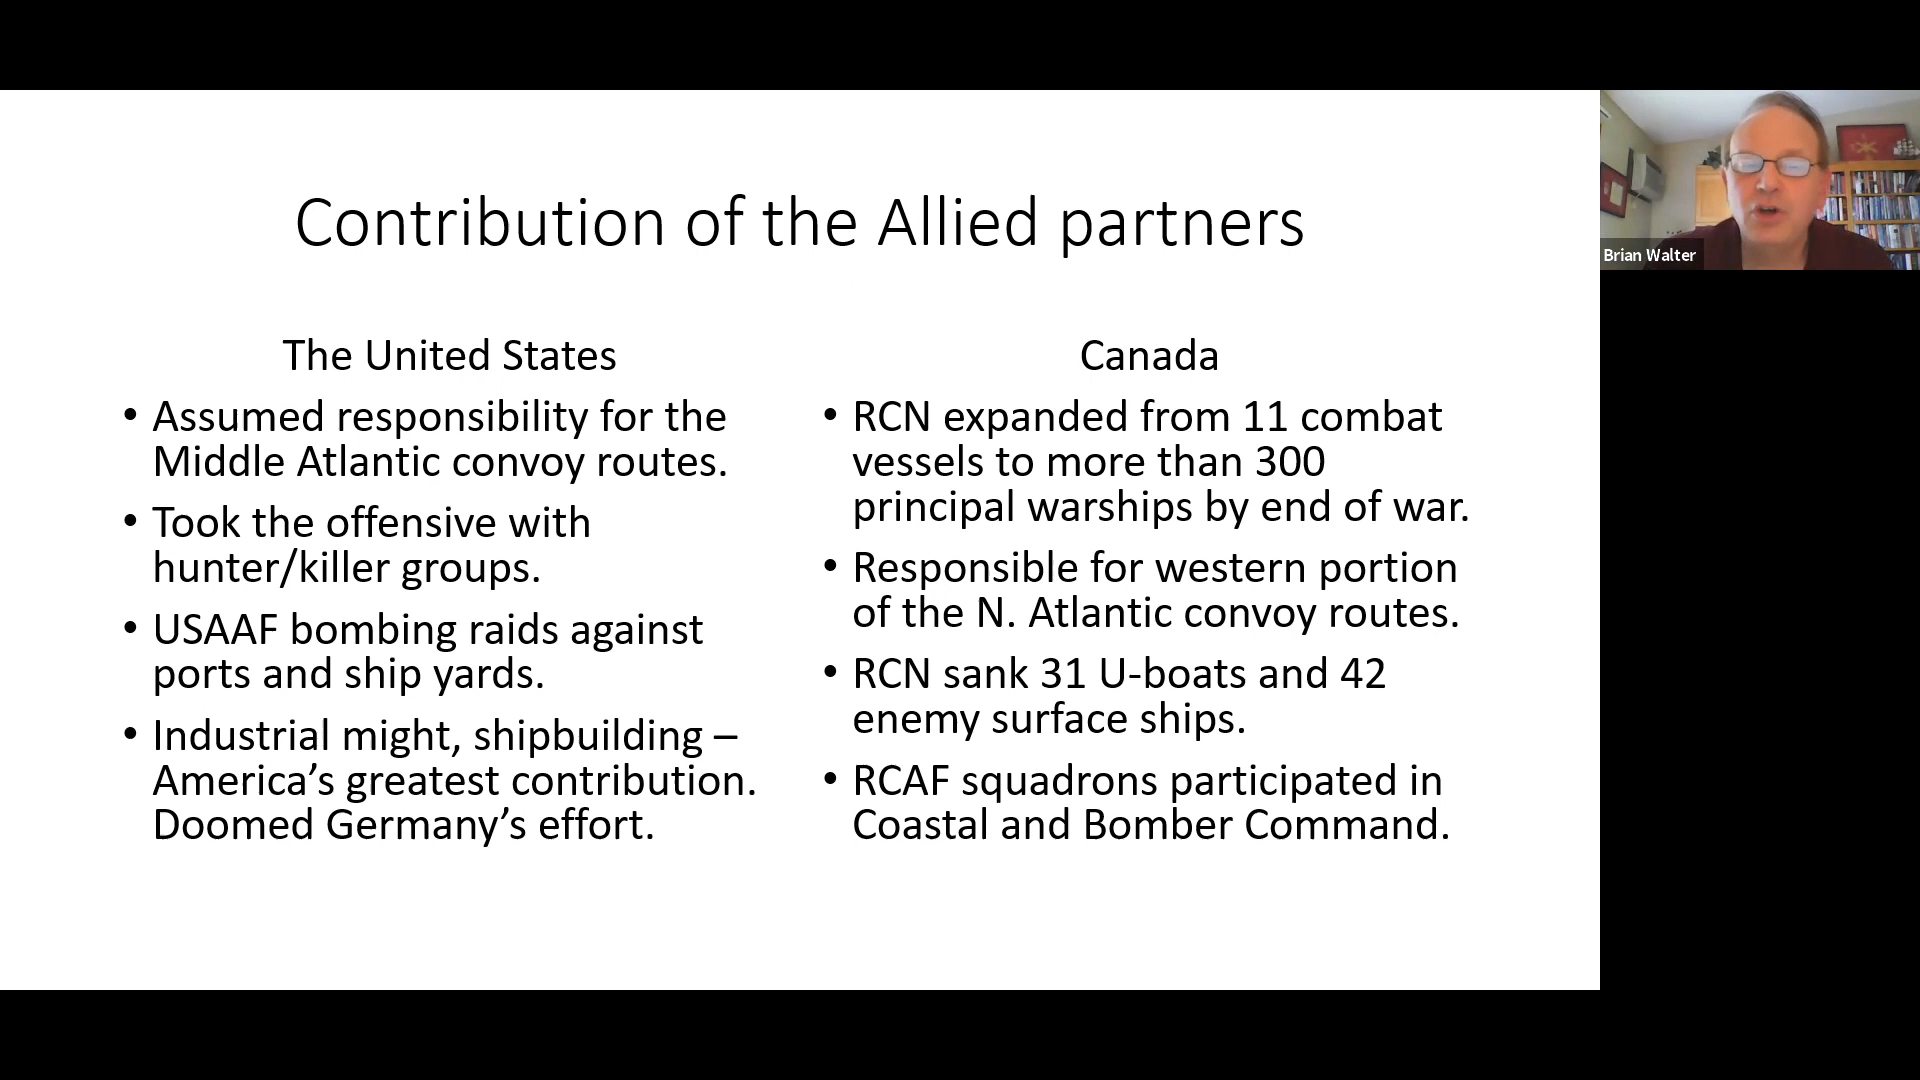 Contribution of the Allied partners
The United States
• Assumed responsibility for the
Middle Atlantic convoy routes.
• Took the offensive with
hunter/killer groups.
• USAAF bombing raids against
ports and ship yards.
• Industrial might, shipbuilding –
America’s greatest contribution.
Doomed Germany’s effort.
Canada
• RCN expanded from 11 combat
vessels to more than 300
principal warships by end of war.
• Responsible for western portion
of the N. Atlantic convoy routes.
• RCN sank 31 U-boats and 42
enemy surface ships.
• RCAF squadrons participated in
Coastal and Bomber Command.
Brian Walter